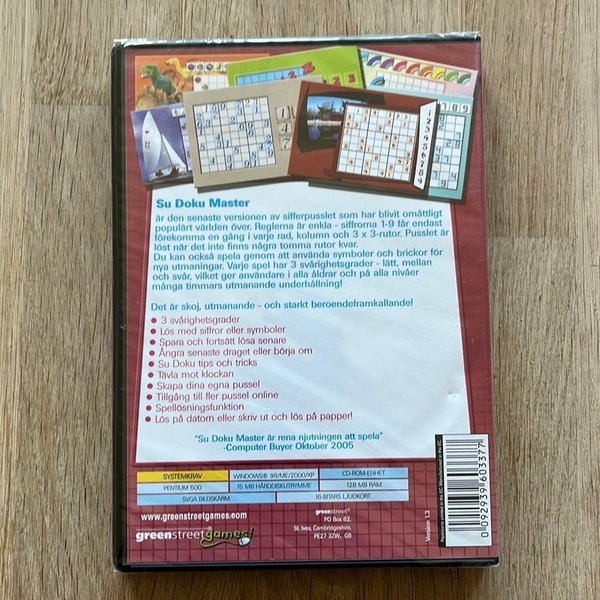 Su Doku Master
är den senaste versionen av sifferpusslet som har blivit omåttligt
populärt världen över. Reglerna är enkla - siffrorna 1-9 får endast
förekomma en gång i varje rad, kolumn och 3 x 3-rutor. Pusslet är
löst när det inte finns några tomma rutor kvar.
Du kan också spela genom att använda symboler och brickor för
nya utmaningar. Varje spel har 3 svårighetsgrader - lätt, mellan
och svår, vilket ger användare i alla åldrar och på alla nivåer
många timmars utmanande underhållning!
Det är skoj, utmanande - och starkt beroendeframkallande!
• 3 svårighetsgrader
• Lös med siffror eller symboler
• Spara och fortsätt lösa senare
• Ångra senaste draget eller börja om
• Su Doku tips och tricks
• Tävla mot klockan
• Skapa dina egna pussel
• Tillgång till fler pussel online
• Spellösningsfunktion
• Lös på datorn eller skriv ut och lös på papper!
"Su Doku Master är rena njutningen att spela"
-Computer Buyer Oktober 2005
SYSTEMKRAV
WINDOWS® 98/ME/2000/XP
CD-ROM-ENHET
PENTIUM 500
15 MB HÅRDDISKUTRYMME
128 MB RAM
SVGA BILDSKÄRM
16-BITARS LJUDKORT
www.greenstreetgames.com
greenstreetgames!
greenstreet®
PO Box 62,
St. Ives, Cambridgeshire,
PE27 3ZW, GB
Version 1.3
0 092939 603377